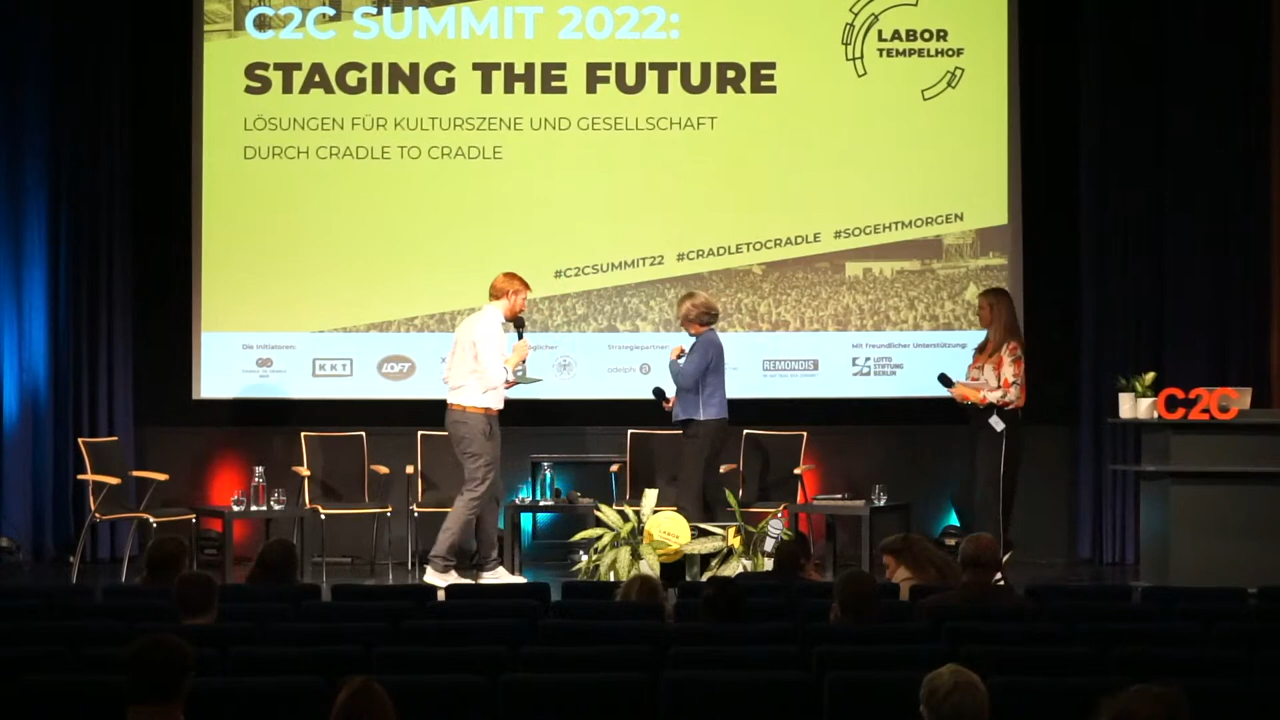 C2C SUMMIT 2022:
STAGING THE FUTURE
LÖSUNGEN FÜR KULTURSZENE UND GESELLSCHAFT
DURCH CRADLE TO CRADLE
LABOR
TEMPELHOF
#C2CSUMMIT22 #CRADLETOCRADLE #SOGEHTMORGEN
Die Initiatoren:
Strategiepartner:
Mit freundlicher Unterstützung:
KKT
LOFT
adelphi
REMONDIS
LOTTO
STIFTUNG
BERLIN
C2C
LABOR